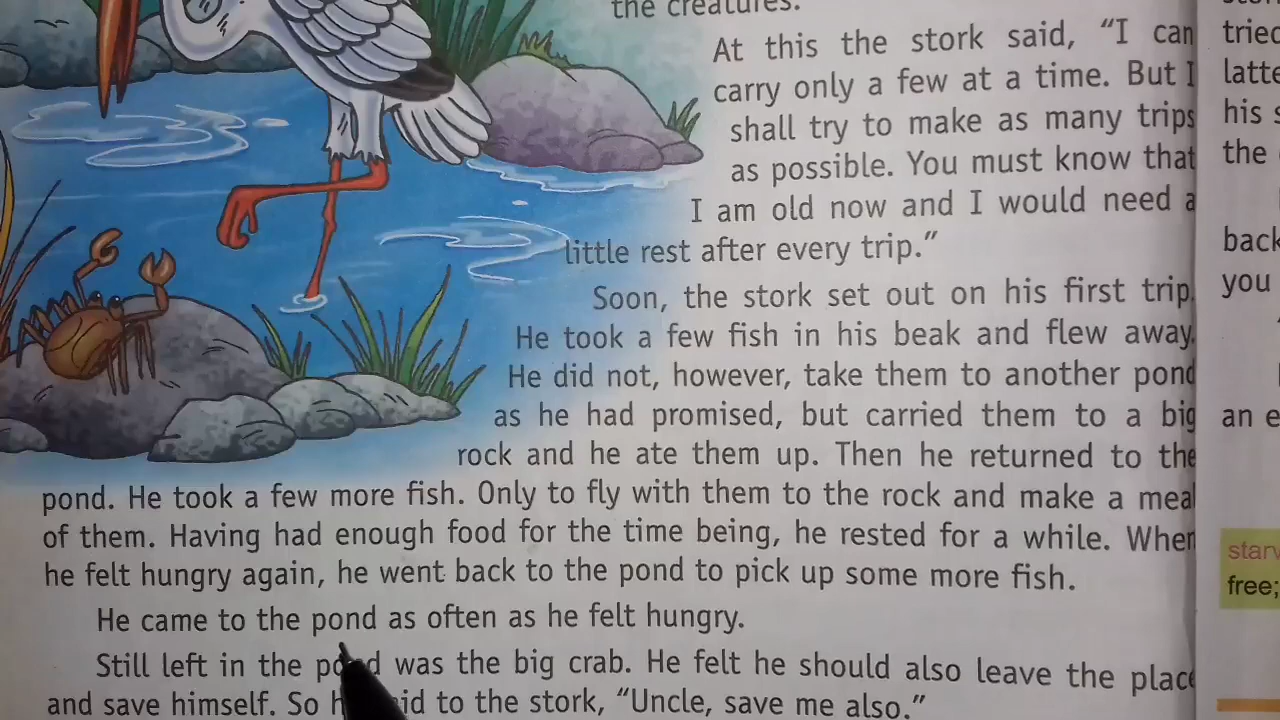 the creatures.
At this the stork said, “I can
carry only a few at a time. But I
shall try to make as many trips
as possible. You must know that
I am old now and I would need a
little rest after every trip.”
Soon, the stork set out on his first trip.
He took a few fish in his beak and flew away.
He did not, however, take them to another pond
as he had promised, but carried them to a big
rock and he ate them up. Then he returned to the
pond. He took a few more fish. Only to fly with them to the rock and make a meal
of them. Having had enough food for the time being, he rested for a while. When
he felt hungry again, he went back to the pond to pick up some more fish.
He came to the pond as often as he felt hungry.
Still left in the pond was the big crab. He felt he should also leave the place
and save himself. So he said to the stork, “Uncle, save me also.”
tried
latte
his s
the
back
you
an e
starv
free;